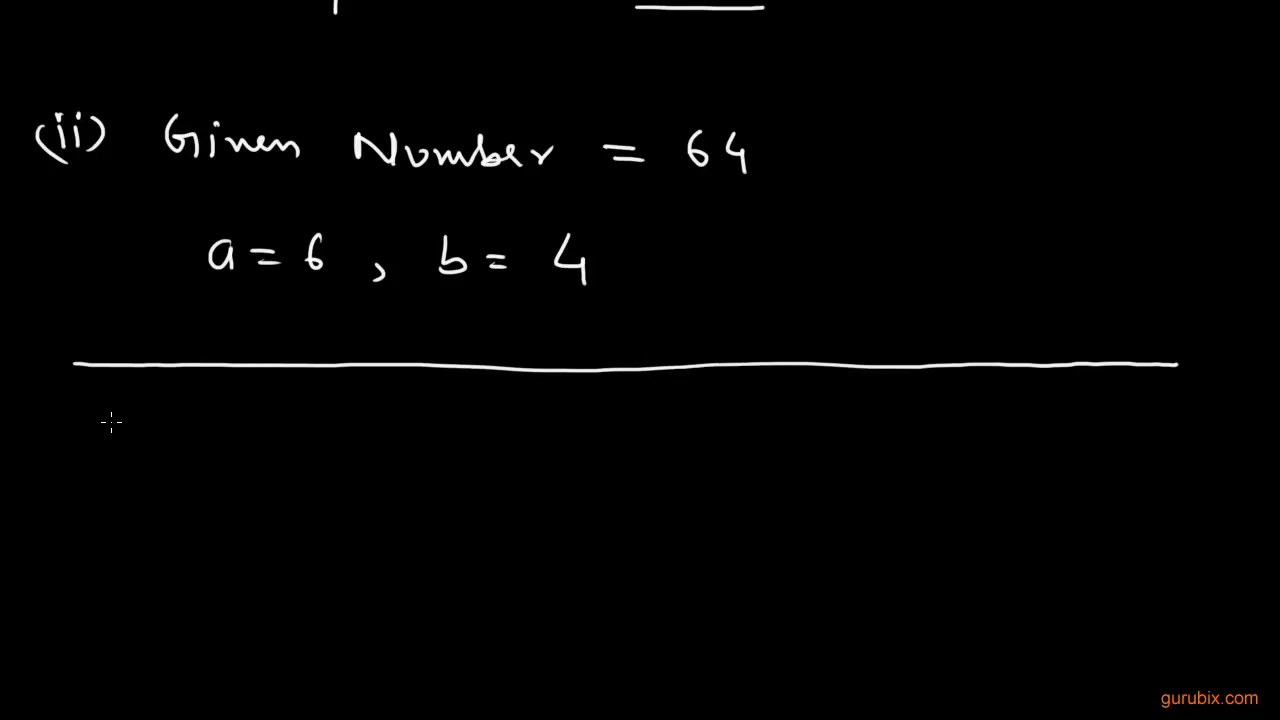 (ii) Given Number = 64
a = 6 , b = 4
gurubix.com